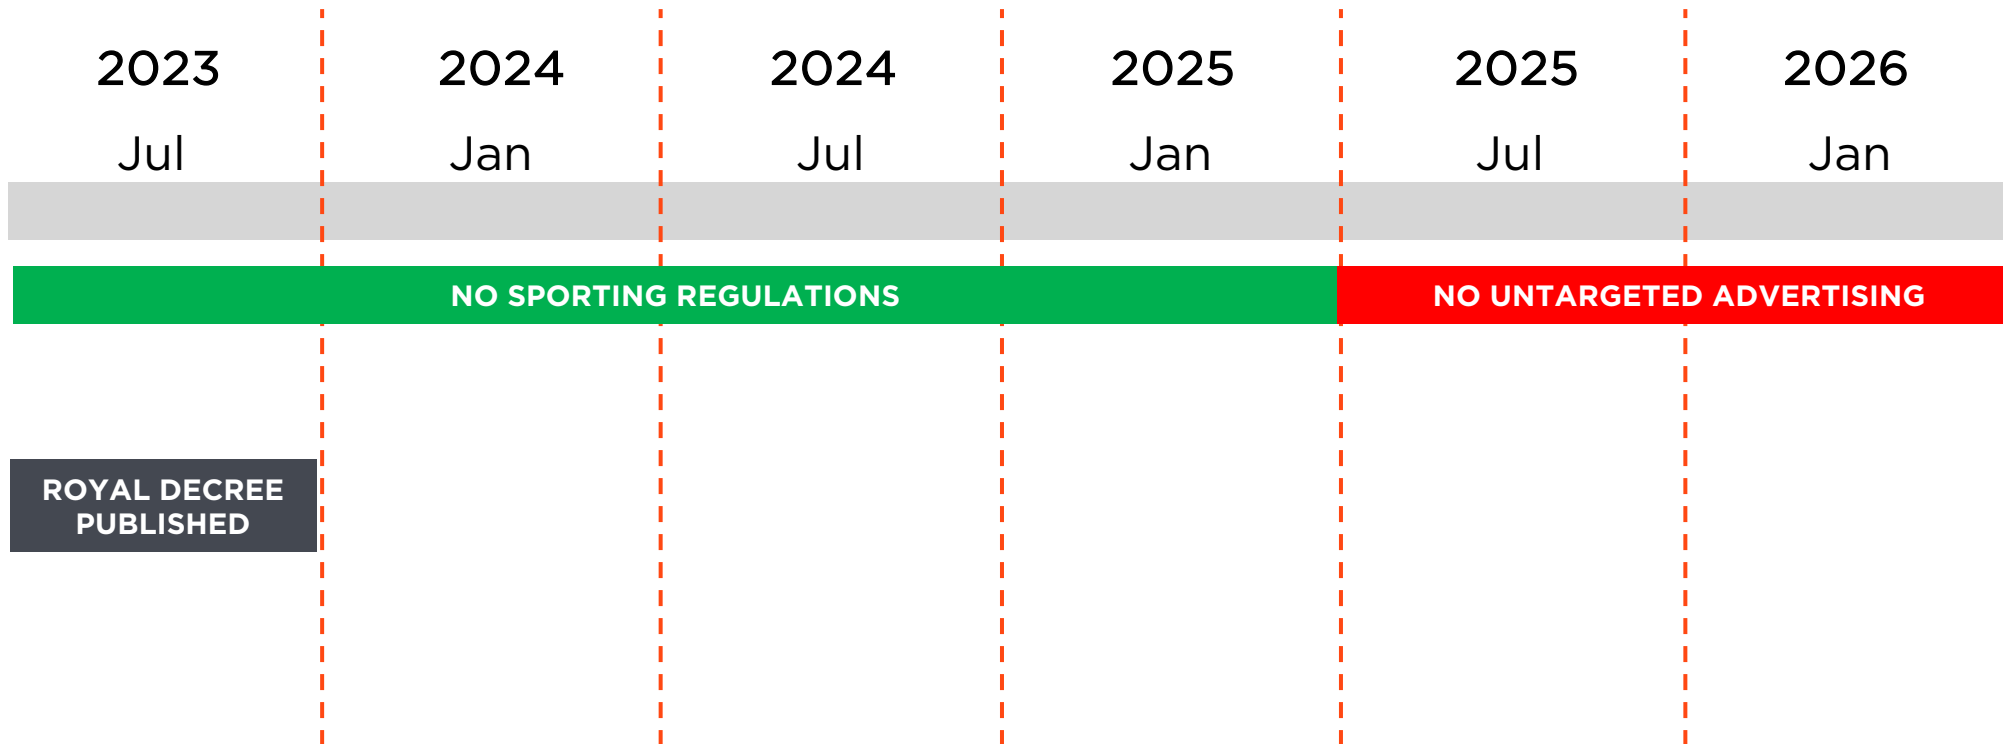 2023 2024 2024 2025 2025 2026
Jul Jan Jul Jan Jul Jan
NO SPORTING REGULATIONS NO UNTARGETED ADVERTISING
ROYAL DECREE
PUBLISHED